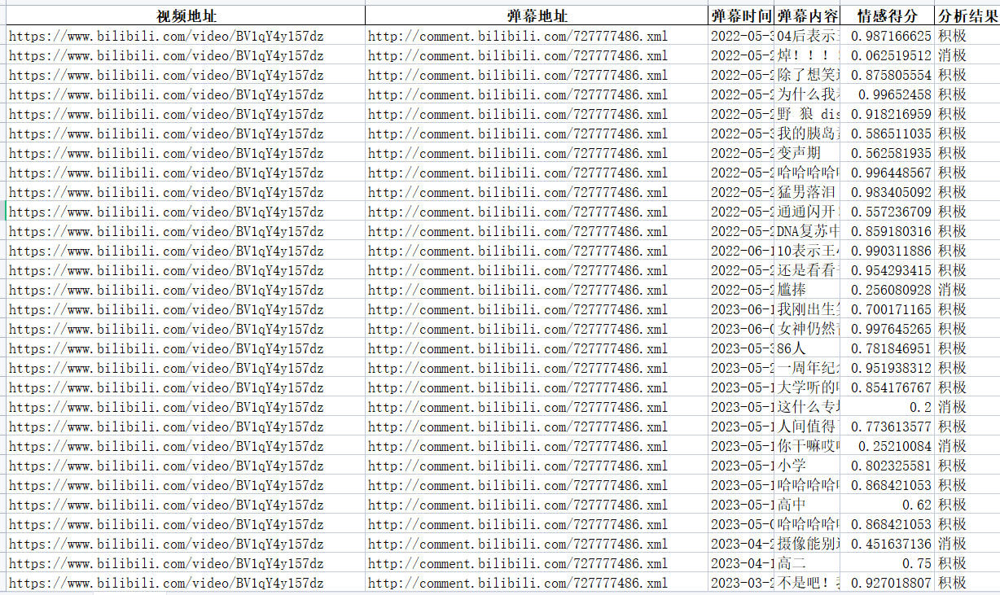 视频地址 弹幕地址 弹幕时间 弹幕内容 情感得分 分析结果
https://www.bilibili.com/video/BV1qY4y157dz http://comment.bilibili.com/727777486.xml 2022-05-3 04后表示 0.987166625 积极
https://www.bilibili.com/video/BV1qY4y157dz http://comment.bilibili.com/727777486.xml 2022-05-2 焯！！！ 0.062519512 消极
https://www.bilibili.com/video/BV1qY4y157dz http://comment.bilibili.com/727777486.xml 2022-05-2 除了想笑 0.875805554 积极
https://www.bilibili.com/video/BV1qY4y157dz http://comment.bilibili.com/727777486.xml 2022-05-2 为什么我 0.99652458 积极
https://www.bilibili.com/video/BV1qY4y157dz http://comment.bilibili.com/727777486.xml 2022-05-2 野 狼 dis 0.918216959 积极
https://www.bilibili.com/video/BV1qY4y157dz http://comment.bilibili.com/727777486.xml 2022-05-3 我的胰岛 0.586511035 积极
https://www.bilibili.com/video/BV1qY4y157dz http://comment.bilibili.com/727777486.xml 2022-05-2 变声期 0.562581935 积极
https://www.bilibili.com/video/BV1qY4y157dz http://comment.bilibili.com/727777486.xml 2022-05-2 哈哈哈哈 0.996448567 积极
https://www.bilibili.com/video/BV1qY4y157dz http://comment.bilibili.com/727777486.xml 2022-05-2 猛男落泪 0.983405092 积极
https://www.bilibili.com/video/BV1qY4y157dz http://comment.bilibili.com/727777486.xml 2022-05-2 通通闪开 0.557236709 积极
https://www.bilibili.com/video/BV1qY4y157dz http://comment.bilibili.com/727777486.xml 2022-05-2 DNA复苏中 0.859180316 积极
https://www.bilibili.com/video/BV1qY4y157dz http://comment.bilibili.com/727777486.xml 2022-06-1 10表示王 0.990311886 积极
https://www.bilibili.com/video/BV1qY4y157dz http://comment.bilibili.com/727777486.xml 2022-05-2 还是看看 0.954293415 积极
https://www.bilibili.com/video/BV1qY4y157dz http://comment.bilibili.com/727777486.xml 2022-05-2 尴捧 0.256080928 消极
https://www.bilibili.com/video/BV1qY4y157dz http://comment.bilibili.com/727777486.xml 2023-06-1 我刚出生 0.700171165 积极
https://www.bilibili.com/video/BV1qY4y157dz http://comment.bilibili.com/727777486.xml 2023-06-0 女神仍然 0.997645265 积极
https://www.bilibili.com/video/BV1qY4y157dz http://comment.bilibili.com/727777486.xml 2023-05-3 86人 0.781846951 积极
https://www.bilibili.com/video/BV1qY4y157dz http://comment.bilibili.com/727777486.xml 2023-05-2 一周年纪 0.951938312 积极
https://www.bilibili.com/video/BV1qY4y157dz http://comment.bilibili.com/727777486.xml 2023-05-1 大学听的 0.854176767 积极
https://www.bilibili.com/video/BV1qY4y157dz http://comment.bilibili.com/727777486.xml 2023-05-1 这什么专 0.2 消极
https://www.bilibili.com/video/BV1qY4y157dz http://comment.bilibili.com/727777486.xml 2023-05-1 人间值得 0.773613577 积极
https://www.bilibili.com/video/BV1qY4y157dz http://comment.bilibili.com/727777486.xml 2023-05-1 你干嘛哎 0.25210084 消极
https://www.bilibili.com/video/BV1qY4y157dz http://comment.bilibili.com/727777486.xml 2023-05-1 小学 0.802325581 积极
https://www.bilibili.com/video/BV1qY4y157dz http://comment.bilibili.com/727777486.xml 2023-05-1 哈哈哈哈 0.868421053 积极
https://www.bilibili.com/video/BV1qY4y157dz http://comment.bilibili.com/727777486.xml 2023-05-1 高中 0.62 积极
https://www.bilibili.com/video/BV1qY4y157dz http://comment.bilibili.com/727777486.xml 2023-05-0 哈哈哈哈 0.868421053 积极
https://www.bilibili.com/video/BV1qY4y157dz http://comment.bilibili.com/727777486.xml 2023-04-2 摄像能别 0.451637136 消极
https://www.bilibili.com/video/BV1qY4y157dz http://comment.bilibili.com/727777486.xml 2023-04-1 高二 0.75 积极
https://www.bilibili.com/video/BV1qY4y157dz http://comment.bilibili.com/727777486.xml 2023-03-2 不是吧！ 0.927018807 积极